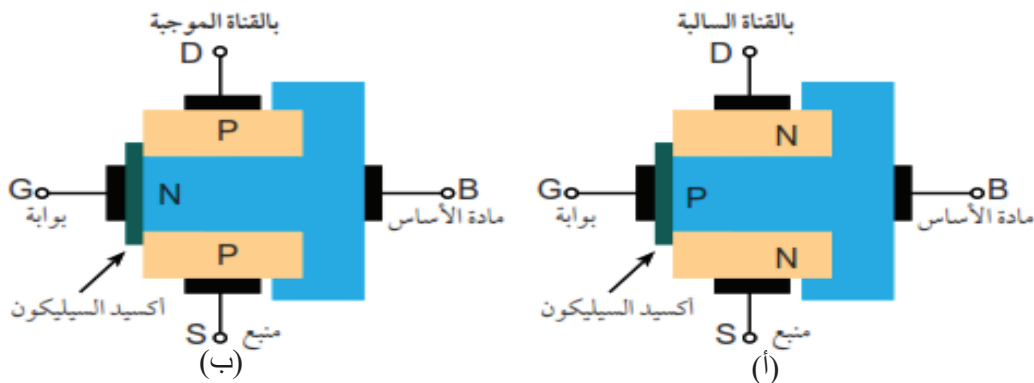 بالقناة السالبة
D
N
G
بوابة
P
B
مادة الأساس
N
أكسيد السيليكون
S
منبع
(أ)
بالقناة الموجبة
D
P
G
بوابة
N
B
مادة الأساس
P
أكسيد السيليكون
S
منبع
(ب)